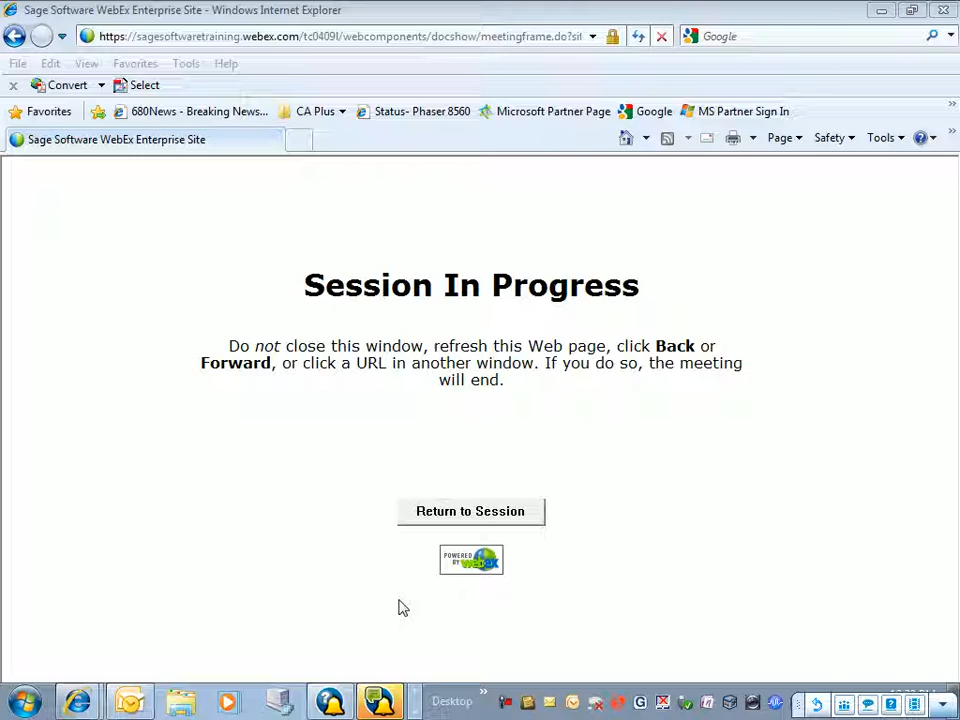 Sage Software WebEx Enterprise Site - Windows Internet Explorer
https://sagesoftwaretraining.webex.com/tc0409l/webcomponents/docshow/meetingframe.do?sit
Google
File Edit View Favorites Tools Help
x Convert Select
Favorites 680News - Breaking News... CA Plus Status- Phaser 8560 Microsoft Partner Page Google MS Partner Sign In
Sage Software WebEx Enterprise Site
Page Safety Tools
Session In Progress
Do not close this window, refresh this Web page, click Back or
Forward, or click a URL in another window. If you do so, the meeting
will end.
Return to Session
POWERED
BY webex
Desktop